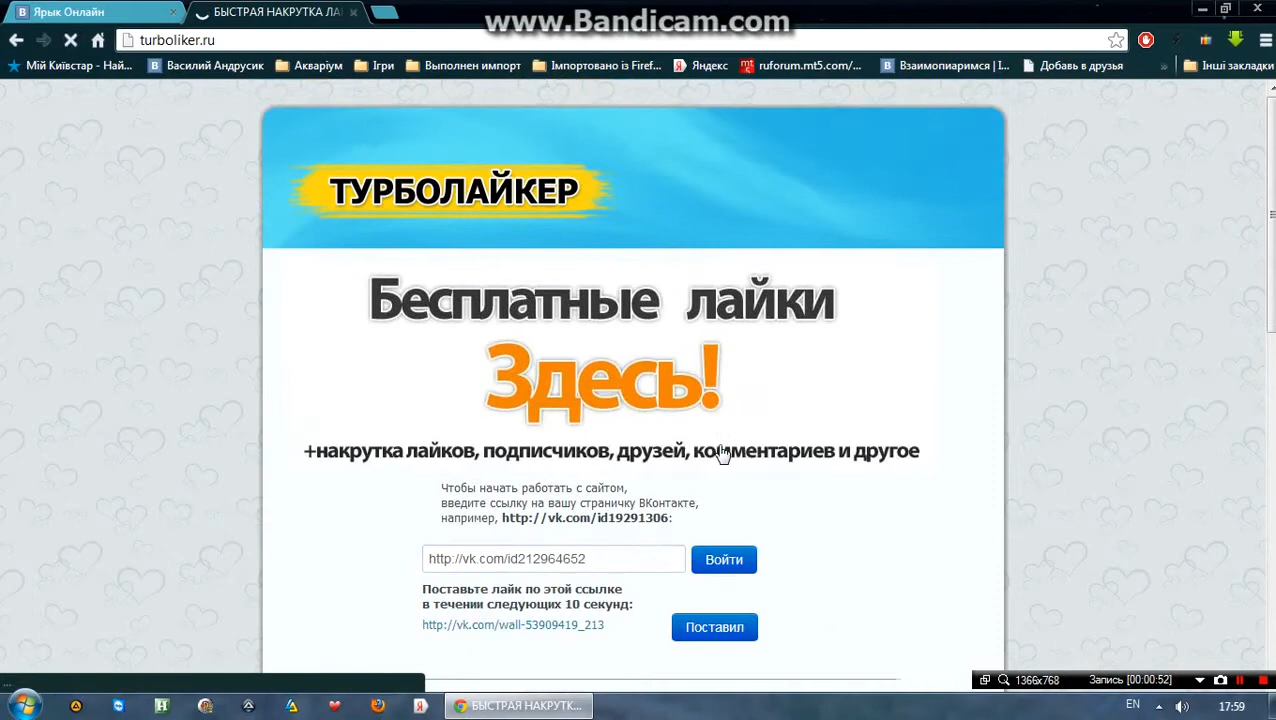 www.Bandicam.com
Ярык Онлайн
БЫСТРАЯ НАКРУТКА ЛА
turboliker.ru
Мій Київстар - Най...
Василий Андрусик
Акваріум
Ігри
Выполнен импорт
Імпортовано із Firef...
Яндекс
ruforum.mt5.com/...
Взаимопиаримся | І...
Добавь в друзья
»
Інші закладки
ТУРБОЛАЙКЕР
Бесплатные лайки
Здесь!
+накрутка лайков, подписчиков, друзей, комментариев и другое
Чтобы начать работать с сайтом,
введите ссылку на вашу страничку ВКонтакте,
например, http://vk.com/id19291306:
http://vk.com/id212964652
Войти
Поставьте лайк по этой ссылке
в течении следующих 10 секунд:
http://vk.com/wall-53909419_213
Поставил
1366x768
Запись [00:00:52]
БЫСТРАЯ НАКРУТК...
EN
17:59